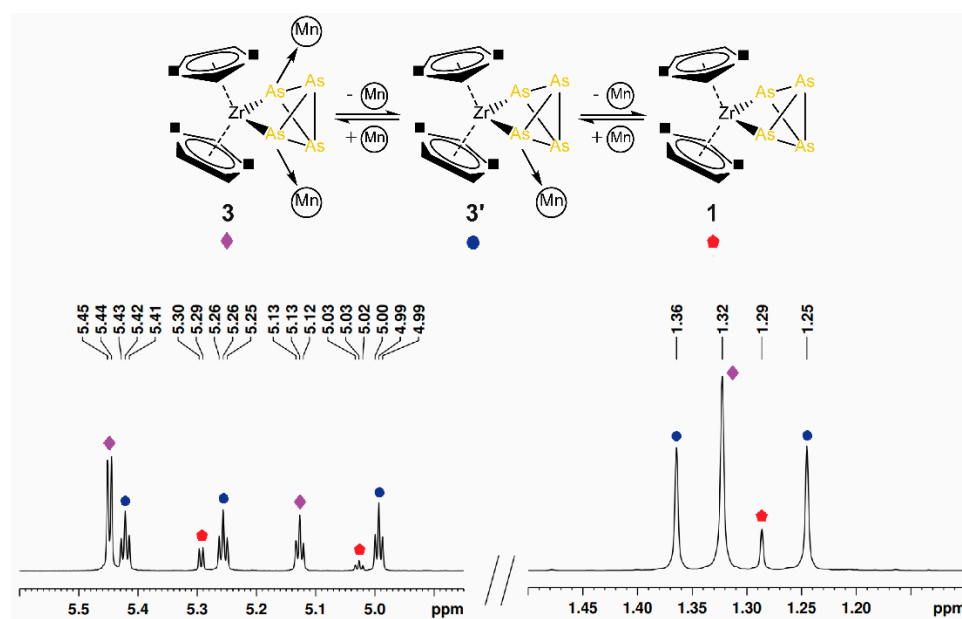 Mn
As As
- Mn
Zr
+ Mn
As As
Mn
3
As As
- Mn
Zr
+ Mn
As As
Mn
3'
As As
Zr
As As
1
5.45
5.44
5.43
5.42
5.41
5.30
5.29
5.26
5.26
5.25
5.13
5.13
5.12
5.03
5.03
5.02
5.00
4.99
4.99
1.36
1.32
1.29
1.25
5.5 5.4 5.3 5.2 5.1 5.0 ppm
1.45 1.40 1.35 1.30 1.25 1.20 ppm